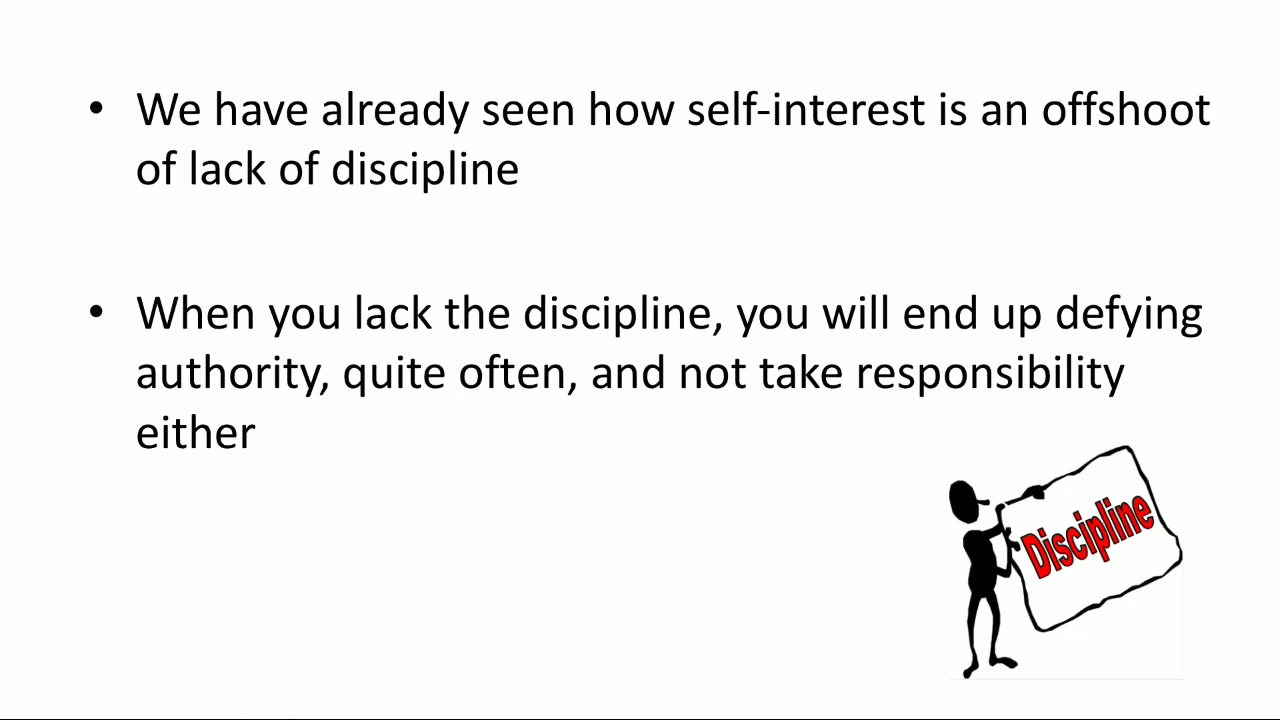 • We have already seen how self-interest is an offshoot
of lack of discipline
• When you lack the discipline, you will end up defying
authority, quite often, and not take responsibility
either
Discipline